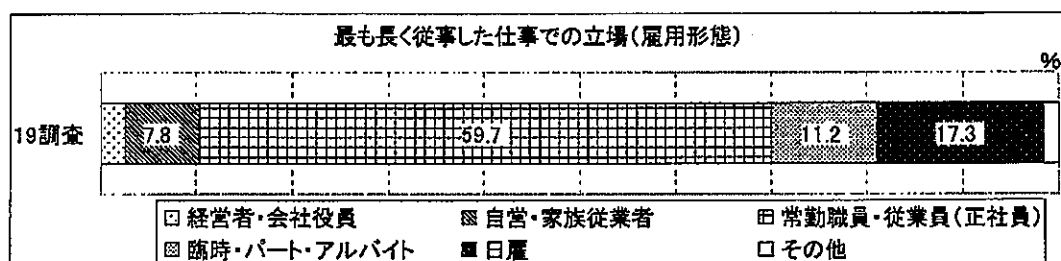 最も長く従事した仕事での立場(雇用形態)
%
19調査 7.8 59.7 11.2 17.3
経営者・会社役員 自営・家族従業者 常勤職員・従業員(正社員)
臨時・パート・アルバイト 日雇 その他